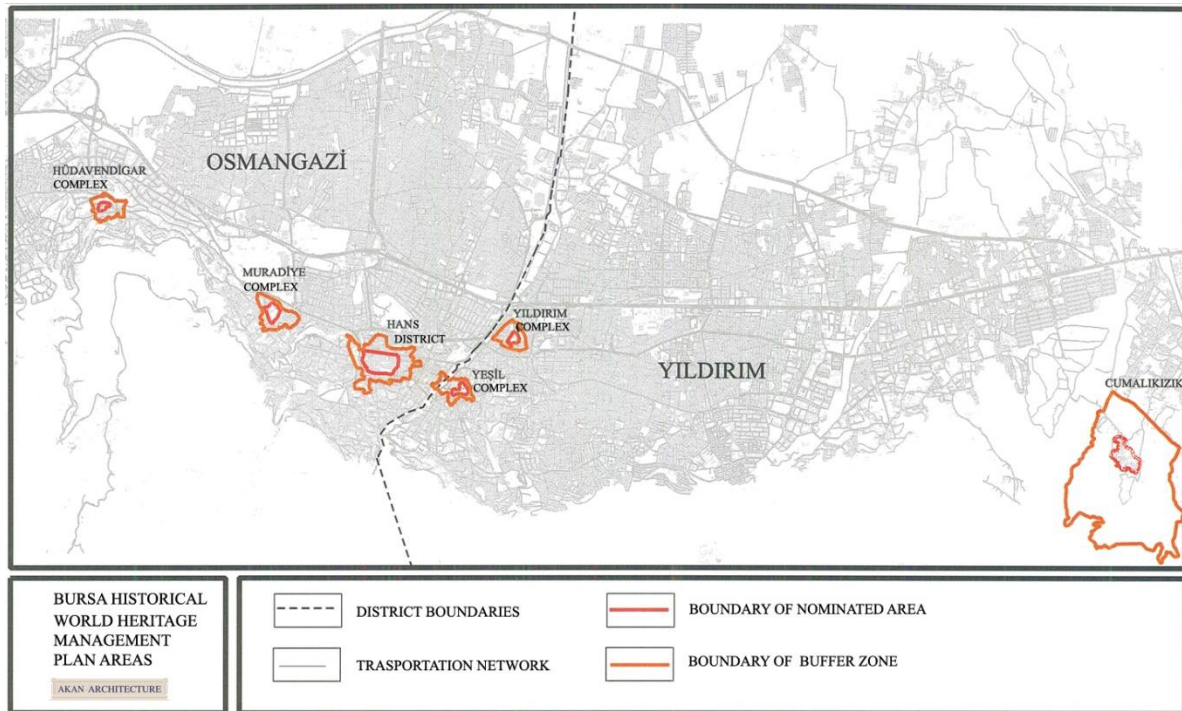 OSMANGAZİ
HÜDAVENDİGAR
COMPLEX
MURADİYE
COMPLEX
HANS
DISTRICT
YILDIRIM
COMPLEX
YEŞİL
COMPLEX
YILDIRIM
CUMALIKIZIK
BURSA HISTORICAL
WORLD HERITAGE
MANAGEMENT
PLAN AREAS
AKAN ARCHITECTURE
DISTRICT BOUNDARIES
TRASPORTATION NETWORK
BOUNDARY OF NOMINATED AREA
BOUNDARY OF BUFFER ZONE